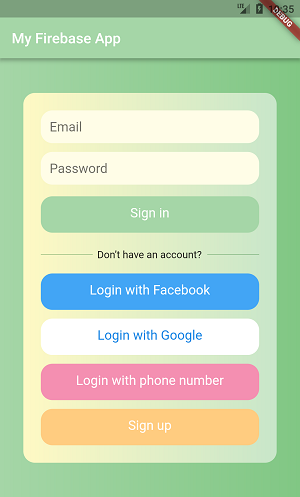 LTE 4:35
DEBUG
My Firebase App
Email
Password
Sign in
Don't have an account?
Login with Facebook
Login with Google
Login with phone number
Sign up